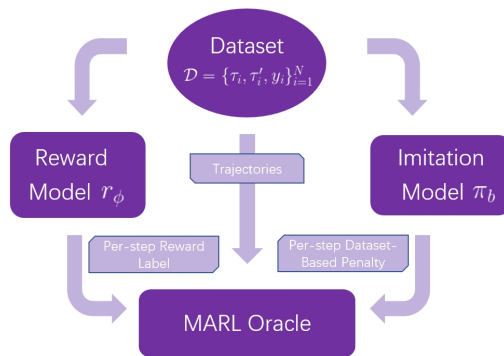 Dataset
𝒟 = {τᵢ, τᵢ′, yᵢ}ᵢ₌₁ᴺ
Reward
Model r_ϕ
Trajectories
Imitation
Model π_b
Per-step Reward
Label
Per-step Dataset-
Based Penalty
MARL Oracle